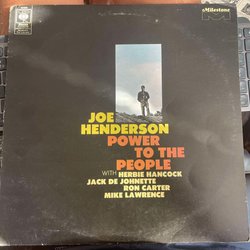 Milestone
JOE
HENDERSON
POWER
TO THE
PEOPLE
WITH HERBIE HANCOCK
JACK DE JOHNETTE
RON CARTER
MIKE LAWRENCE